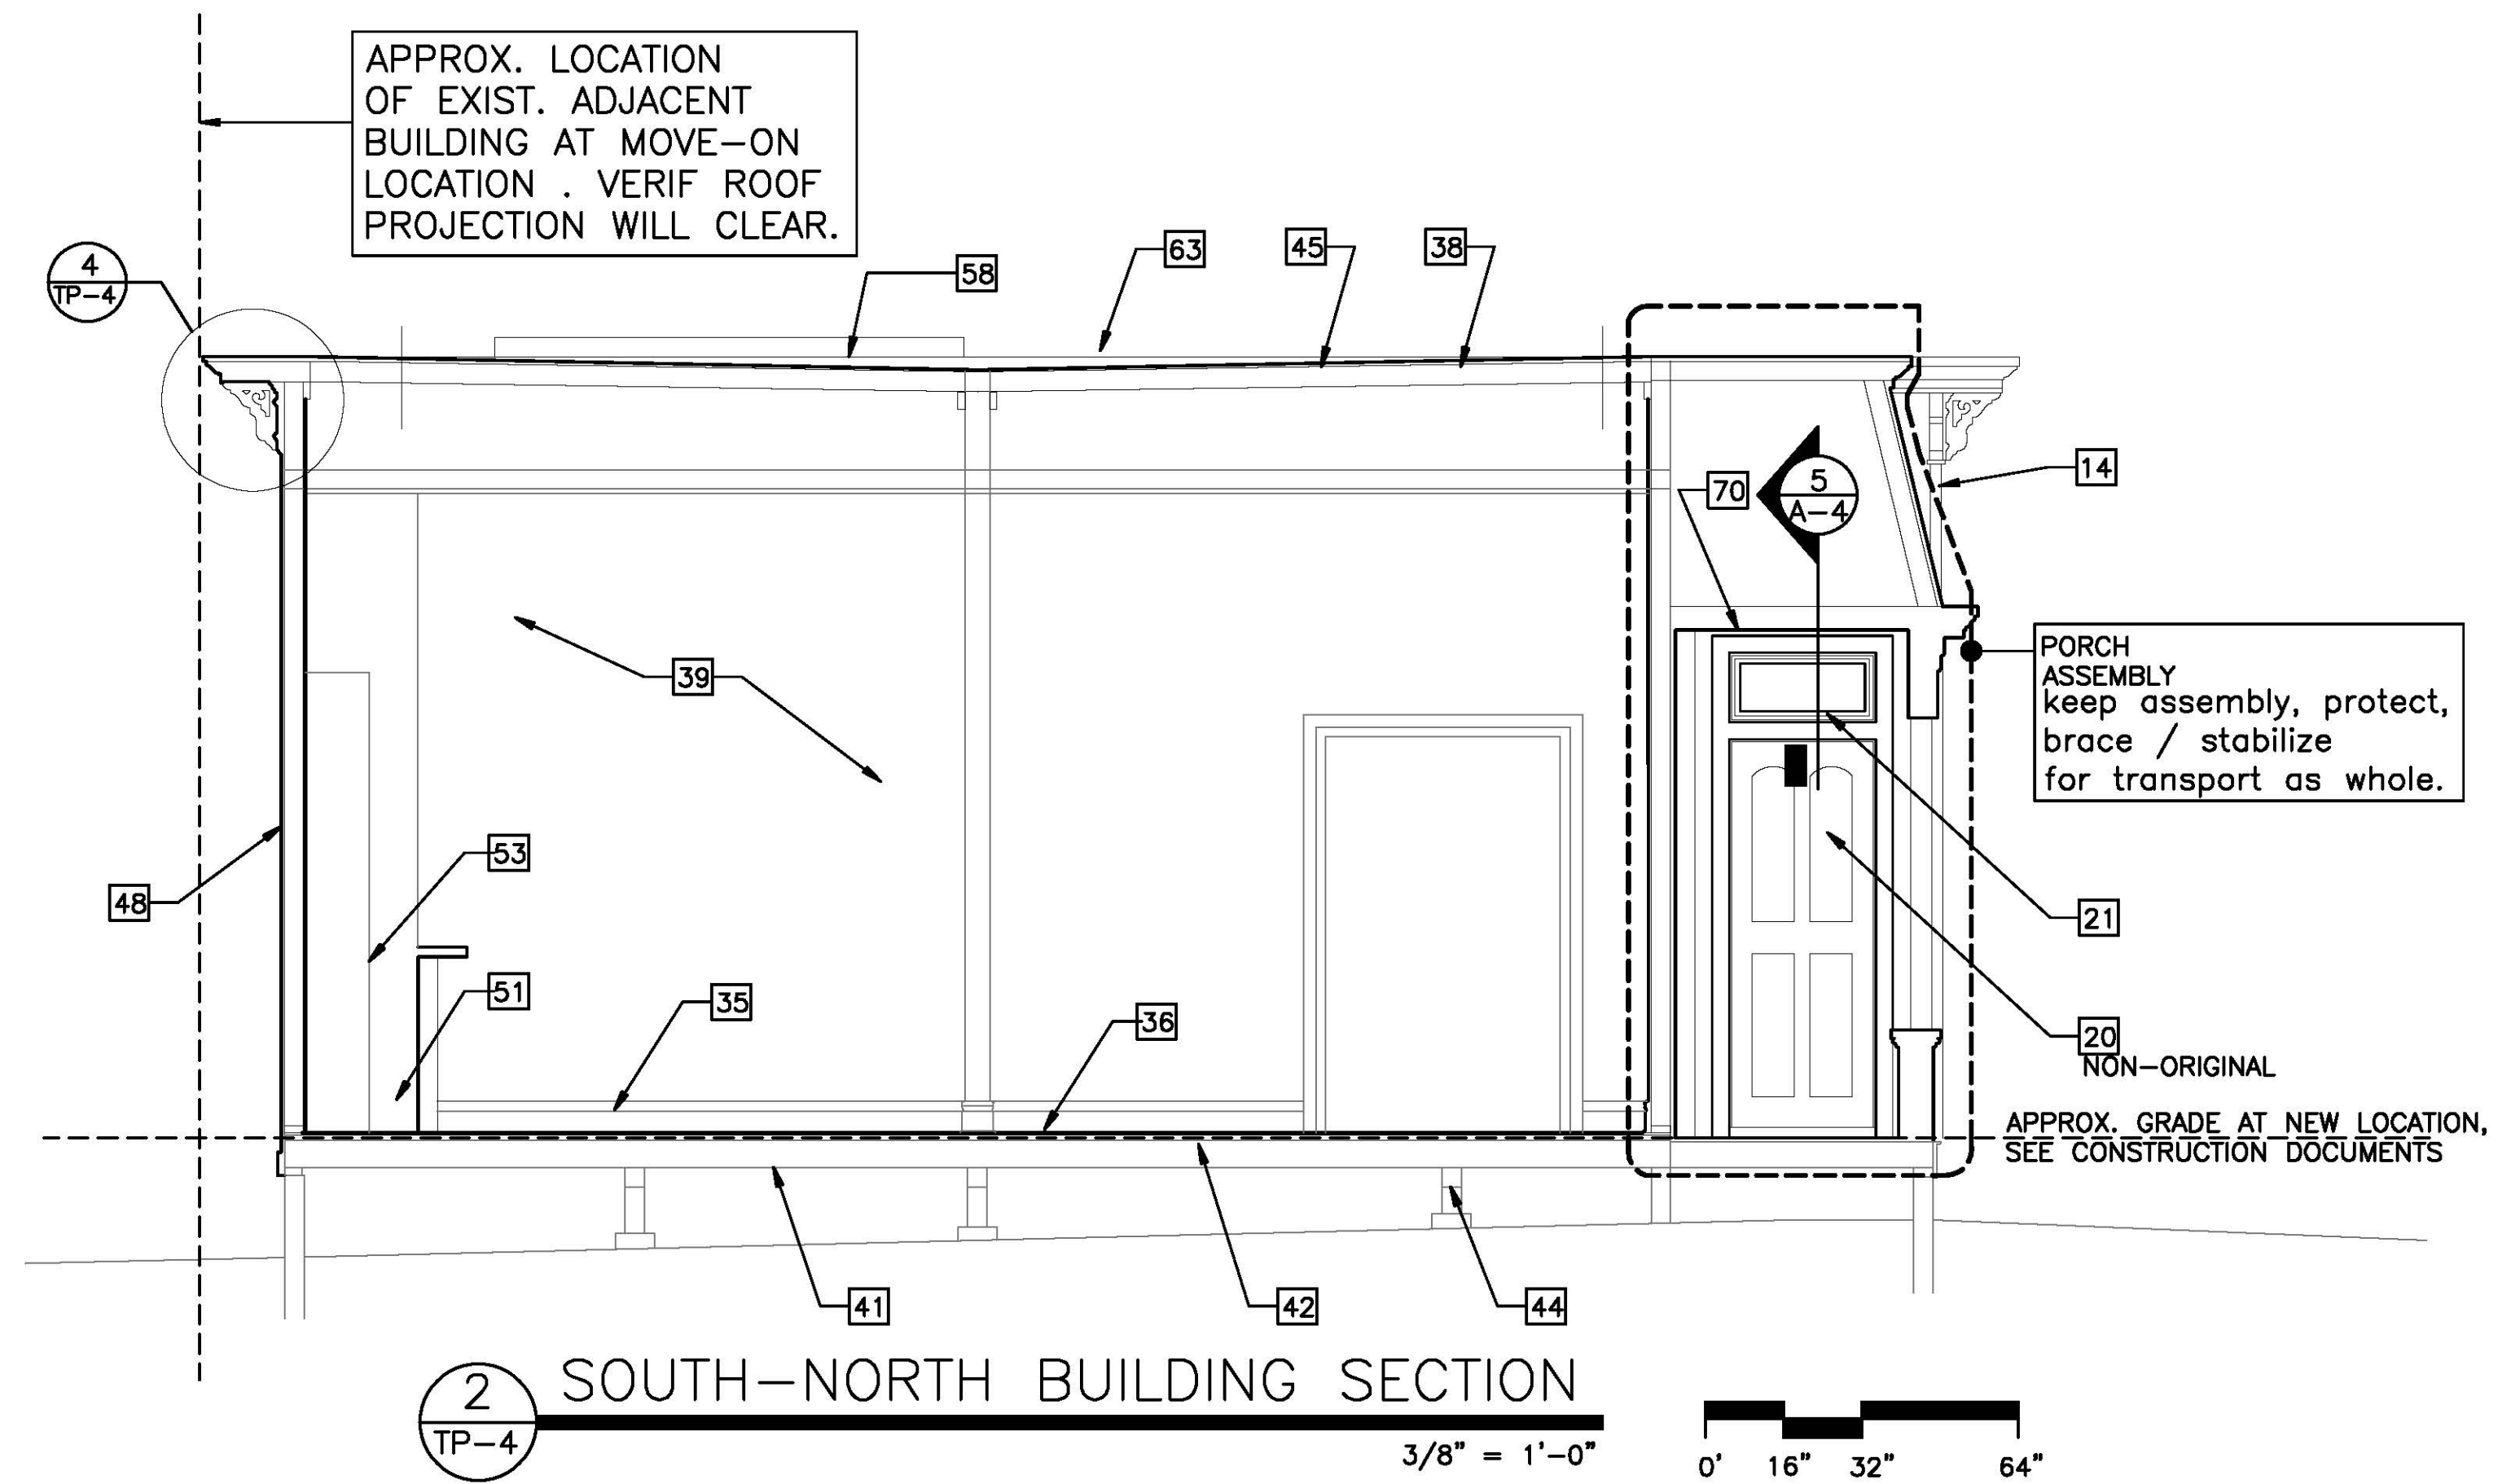 APPROX. LOCATION
OF EXIST. ADJACENT
BUILDING AT MOVE-ON
LOCATION . VERIF ROOF
PROJECTION WILL CLEAR.
4
TP-4
58
63
45
38
14
70
5
A-4
39
PORCH
ASSEMBLY
keep assembly, protect,
brace / stabilize
for transport as whole.
53
48
21
51
35
36
20
NON-ORIGINAL
APPROX. GRADE AT NEW LOCATION,
SEE CONSTRUCTION DOCUMENTS
41
42
44
2
TP-4
SOUTH-NORTH BUILDING SECTION
3/8" = 1'-0"
0' 16" 32" 64"